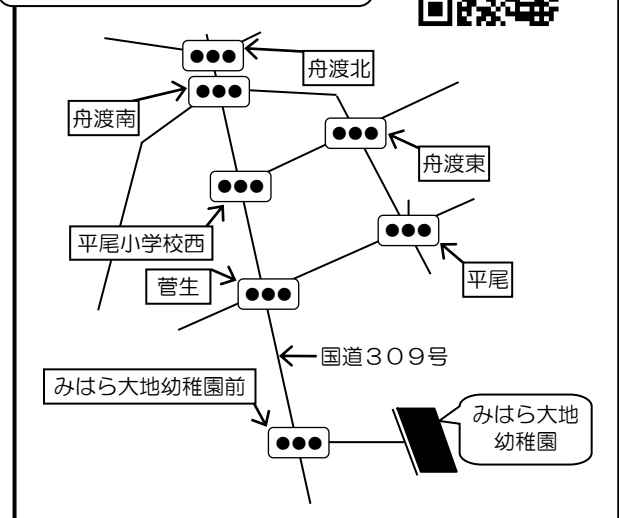 舟渡北
舟渡南
舟渡東
平尾小学校西
平尾
菅生
国道309号
みはら大地幼稚園前
みはら大地
幼稚園